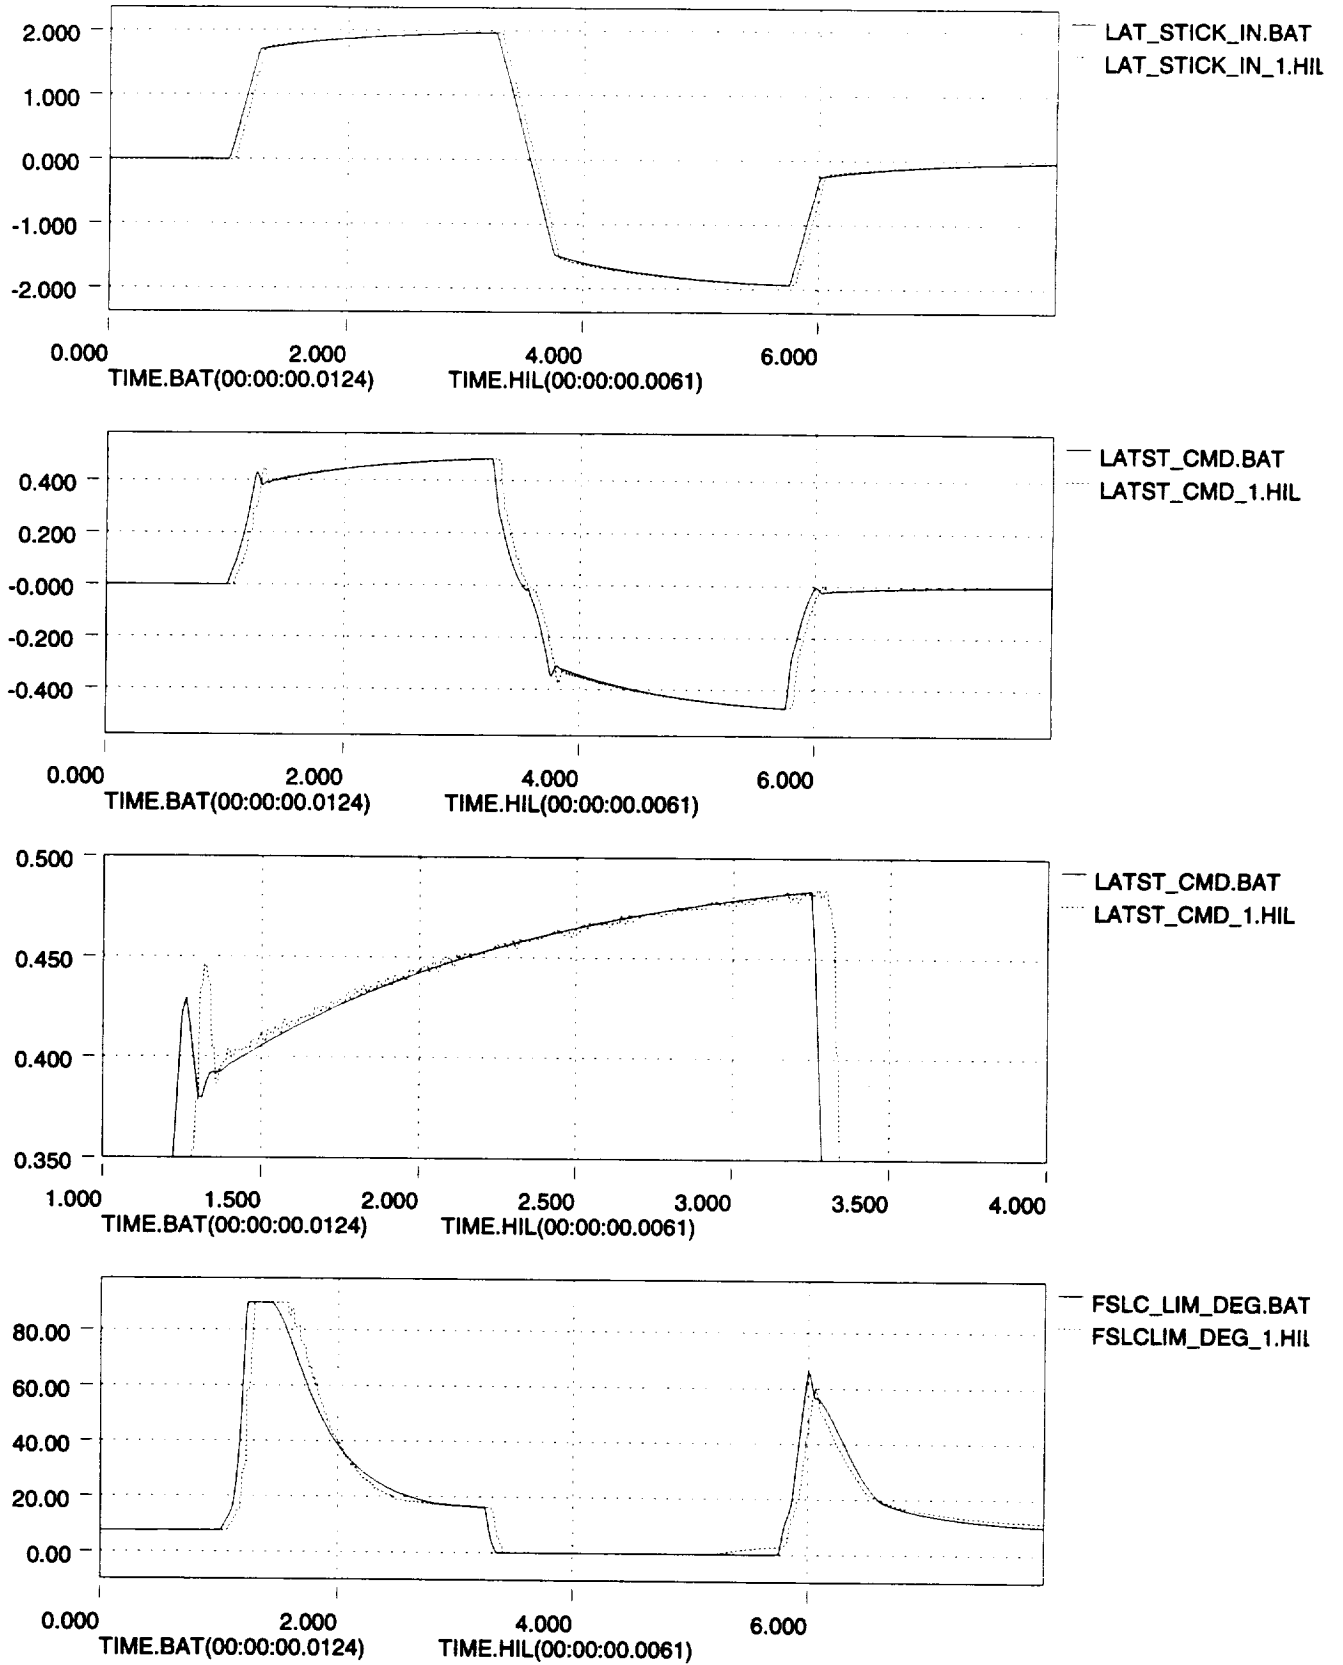 2.000
1.000
0.000
-1.000
-2.000
LAT_STICK_IN.BAT
LAT_STICK_IN_1.HIL
0.000 2.000 4.000 6.000
TIME.BAT(00:00:00.0124) TIME.HIL(00:00:00.0061)
0.400
0.200
-0.000
-0.200
-0.400
LATST_CMD.BAT
LATST_CMD_1.HIL
0.000 2.000 4.000 6.000
TIME.BAT(00:00:00.0124) TIME.HIL(00:00:00.0061)
0.500
0.450
0.400
0.350
LATST_CMD.BAT
LATST_CMD_1.HIL
1.000 1.500 2.000 2.500 3.000 3.500 4.000
TIME.BAT(00:00:00.0124) TIME.HIL(00:00:00.0061)
80.00
60.00
40.00
20.00
0.00
FSLC_LIM_DEG.BAT
FSLCLIM_DEG_1.HIL
0.000 2.000 4.000 6.000
TIME.BAT(00:00:00.0124) TIME.HIL(00:00:00.0061)